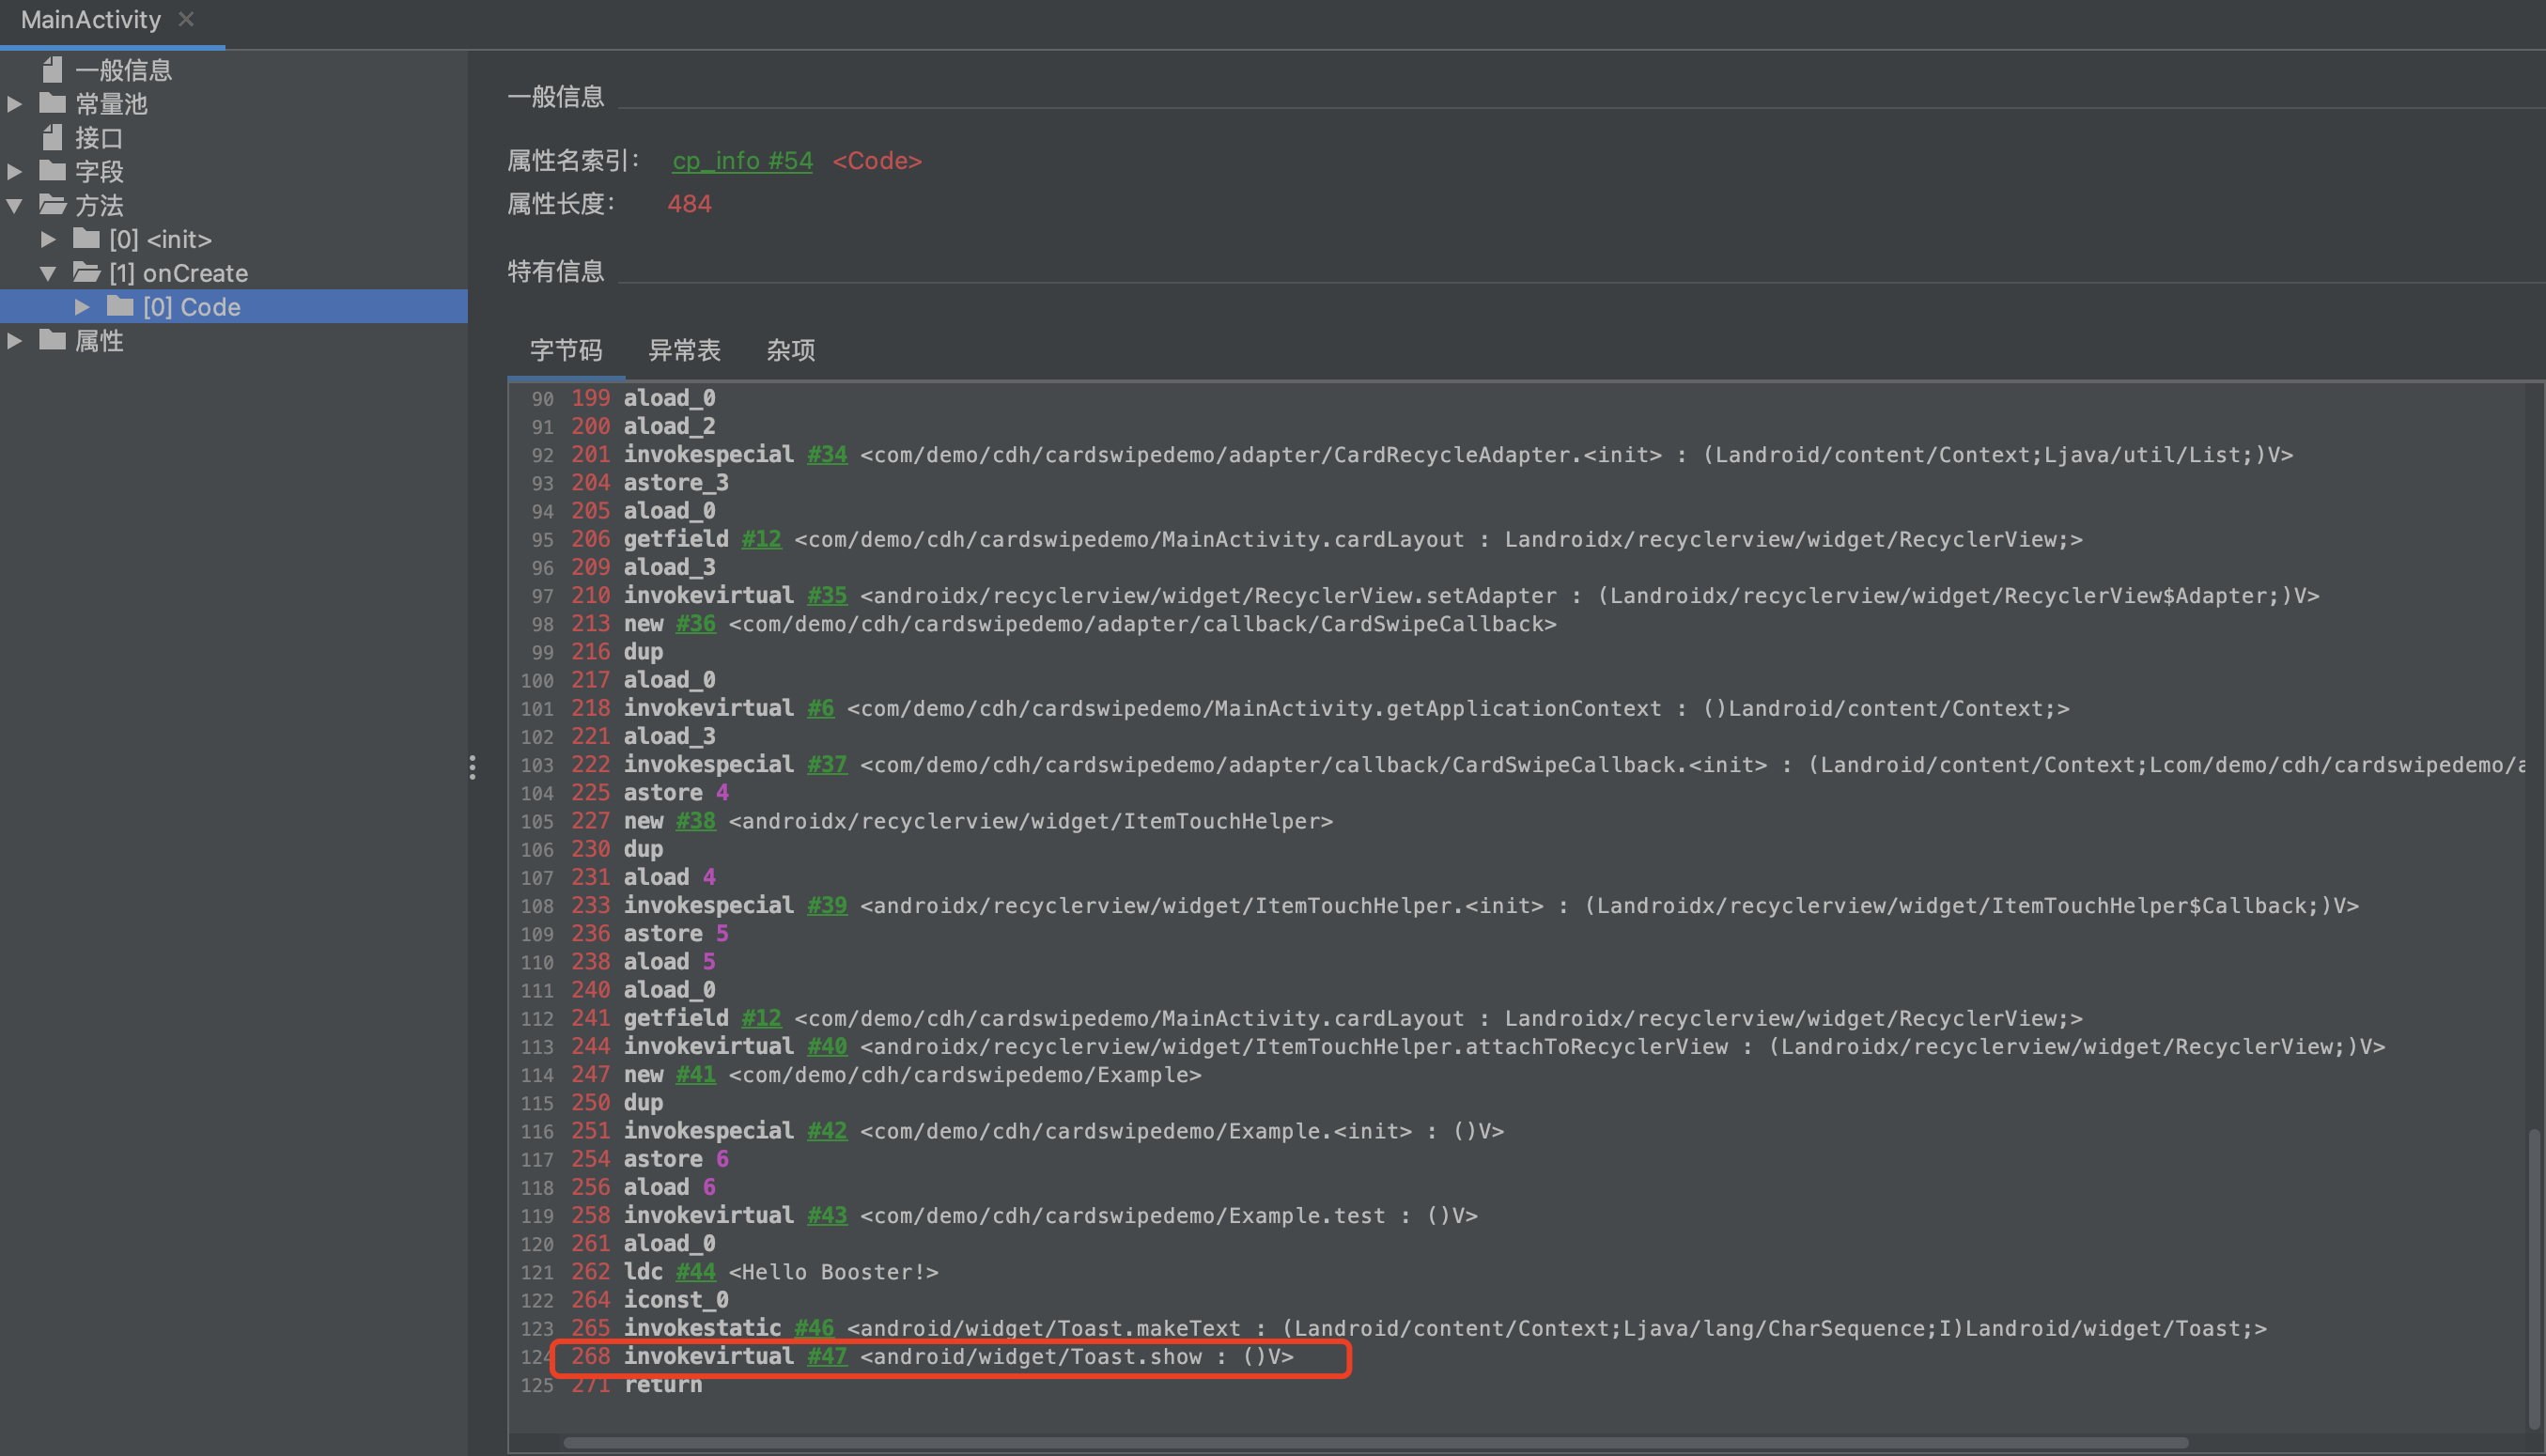 MainActivity
一般信息
常量池
接口
字段
方法
[0] <init>
[1] onCreate
[0] Code
属性
一般信息
属性名索引： cp_info #54 <Code>
属性长度： 484
特有信息
字节码 异常表 杂项
90 199 aload_0
91 200 aload_2
92 201 invokespecial #34 <com/demo/cdh/cardswipedemo/adapter/CardRecycleAdapter.<init> : (Landroid/content/Context;Ljava/util/List;)V>
93 204 astore_3
94 205 aload_0
95 206 getfield #12 <com/demo/cdh/cardswipedemo/MainActivity.cardLayout : Landroidx/recyclerview/widget/RecyclerView;>
96 209 aload_3
97 210 invokevirtual #35 <androidx/recyclerview/widget/RecyclerView.setAdapter : (Landroidx/recyclerview/widget/RecyclerView$Adapter;)V>
98 213 new #36 <com/demo/cdh/cardswipedemo/adapter/callback/CardSwipeCallback>
99 216 dup
100 217 aload_0
101 218 invokevirtual #6 <com/demo/cdh/cardswipedemo/MainActivity.getApplicationContext : ()Landroid/content/Context;>
102 221 aload_3
103 222 invokespecial #37 <com/demo/cdh/cardswipedemo/adapter/callback/CardSwipeCallback.<init> : (Landroid/content/Context;Lcom/demo/cdh/cardswipedemo/a
104 225 astore 4
105 227 new #38 <androidx/recyclerview/widget/ItemTouchHelper>
106 230 dup
107 231 aload 4
108 233 invokespecial #39 <androidx/recyclerview/widget/ItemTouchHelper.<init> : (Landroidx/recyclerview/widget/ItemTouchHelper$Callback;)V>
109 236 astore 5
110 238 aload 5
111 240 aload_0
112 241 getfield #12 <com/demo/cdh/cardswipedemo/MainActivity.cardLayout : Landroidx/recyclerview/widget/RecyclerView;>
113 244 invokevirtual #40 <androidx/recyclerview/widget/ItemTouchHelper.attachToRecyclerView : (Landroidx/recyclerview/widget/RecyclerView;)V>
114 247 new #41 <com/demo/cdh/cardswipedemo/Example>
115 250 dup
116 251 invokespecial #42 <com/demo/cdh/cardswipedemo/Example.<init> : ()V>
117 254 astore 6
118 256 aload 6
119 258 invokevirtual #43 <com/demo/cdh/cardswipedemo/Example.test : ()V>
120 261 aload_0
121 262 ldc #44 <Hello Booster!>
122 264 iconst_0
123 265 invokestatic #46 <android/widget/Toast.makeText : (Landroid/content/Context;Ljava/lang/CharSequence;I)Landroid/widget/Toast;>
124 268 invokevirtual #47 <android/widget/Toast.show : ()V>
125 271 return